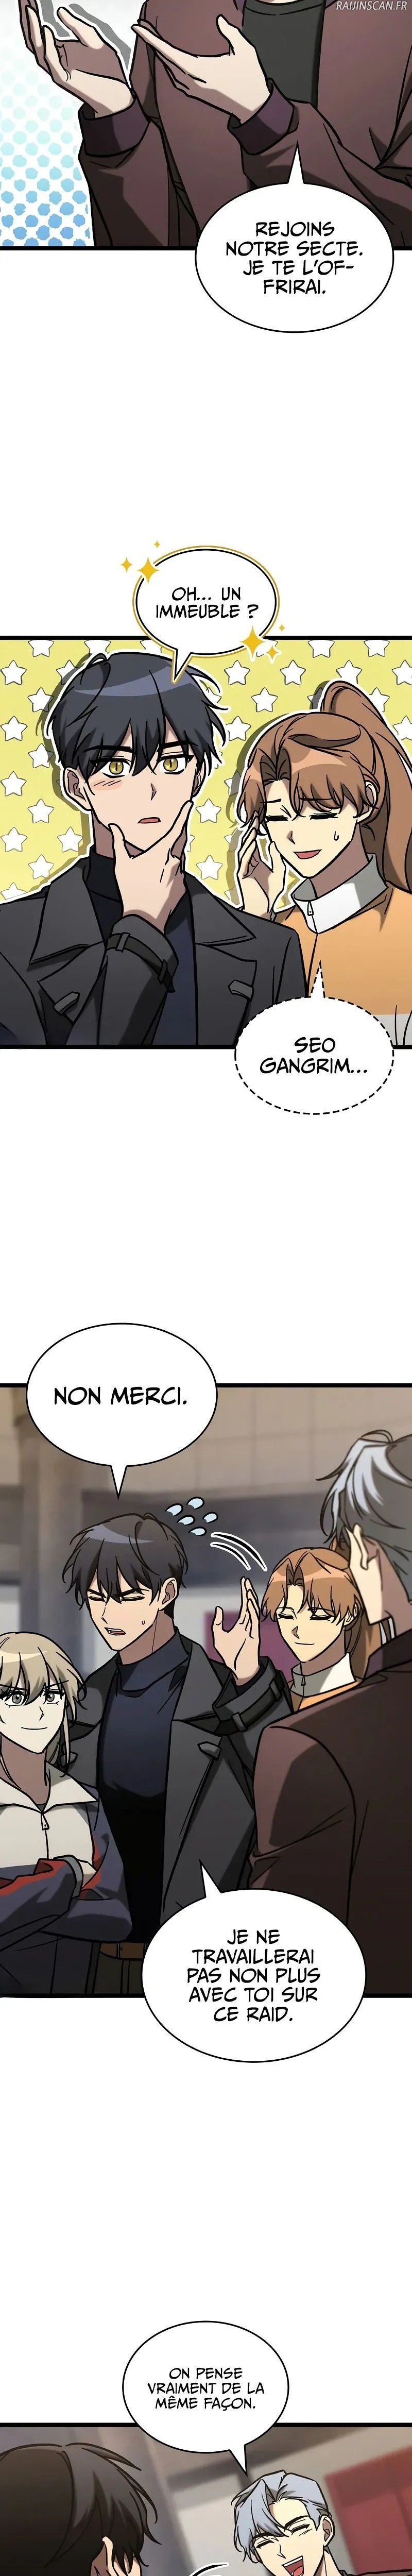 RAIJINSCAN.FR
REJOINS
NOTRE SECTE.
JE TE L'OF-
FRIRAI.
OH... UN
IMMEUBLE ?
SEO
GANGRIM...
NON MERCI.
JE NE
TRAVAILLERAI
PAS NON PLUS
AVEC TOI SUR
CE RAID.
ON PENSE
VRAIMENT DE LA
MÊME FAÇON.